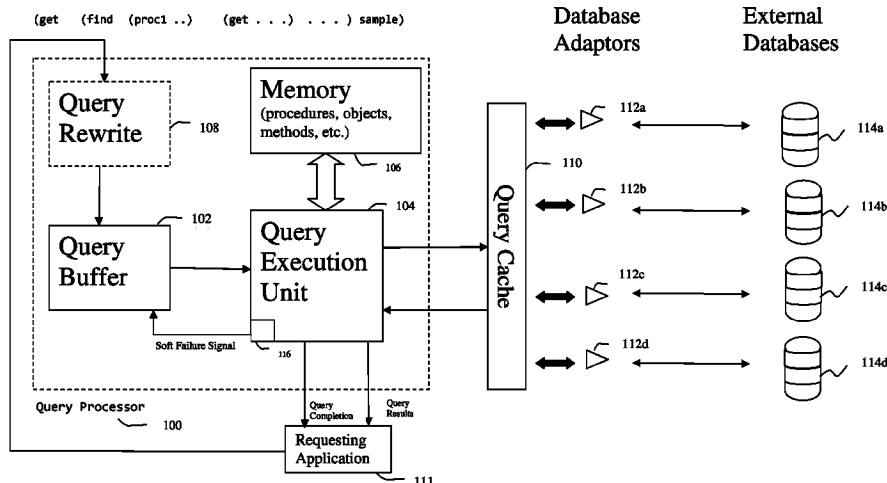 (get (find (proc1 ..) (get . . .) . . . ) sample)
Database
Adaptors
External
Databases
Query
Rewrite
108
Memory
(procedures, objects,
methods, etc.)
106
112a
114a
110
102
104
112b
114b
Query
Buffer
Query
Execution
Unit
Query Cache
112c
114c
Soft Failure Signal
116
112d
114d
Query Processor
100
Query
Completion
Query
Results
Requesting
Application
111